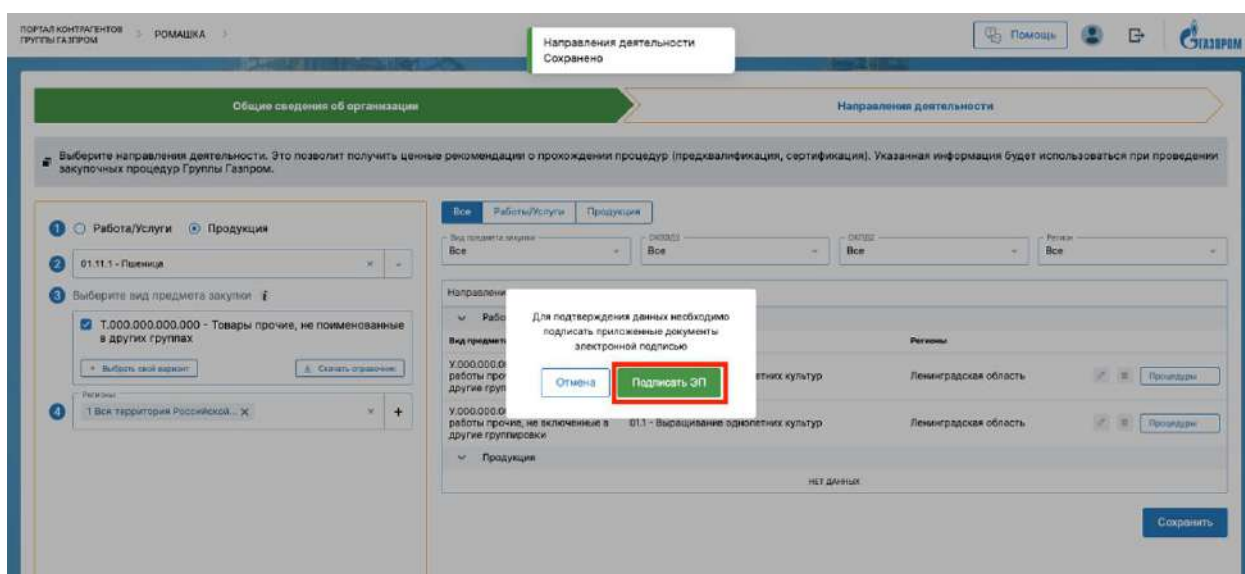 ПОРТАЛ КОНТРАГЕНТОВ
ГРУППЫ ГАЗПРОМ
РОМАШКА
Направления деятельности
Сохранено
Помощь
ГАЗПРОМ
Общие сведения об организации
Направления деятельности
Выберите направления деятельности. Это позволит получить ценные рекомендации о прохождении процедур (предквалификация, сертификация). Указанная информация будет использоваться при проведении
закупочных процедур Группы Газпром.
1 Работа/Услуги Продукция
2 01.11.1 - Пшеница
3 Выберите вид предмета закупки i
Т.000.000.000.000 - Товары прочие, не поименованные
в других группах
+ Выбрать свой вариант
Скачать справочник
Регионы
4 1 Вся территория Российской... ×
Все Работы/Услуги Продукция
Вид предмета закупки
Все
ОКВЭД2
Все
ОКПД2
Все
Регион
Все
Направлени
Рабо
Вид предмет
Регионы
У.000.000.0
работы про
другие груп
етних культур
Ленинградская область
Процедуры
У.000.000.0
работы прочие, не включенные в
другие группировки
01.1 - Выращивание однолетних культур
Ленинградская область
Процедуры
Продукция
НЕТ ДАННЫХ
Сохранить
Для подтверждения данных необходимо
подписать приложенные документы
электронной подписью
Отмена
Подписать ЭП